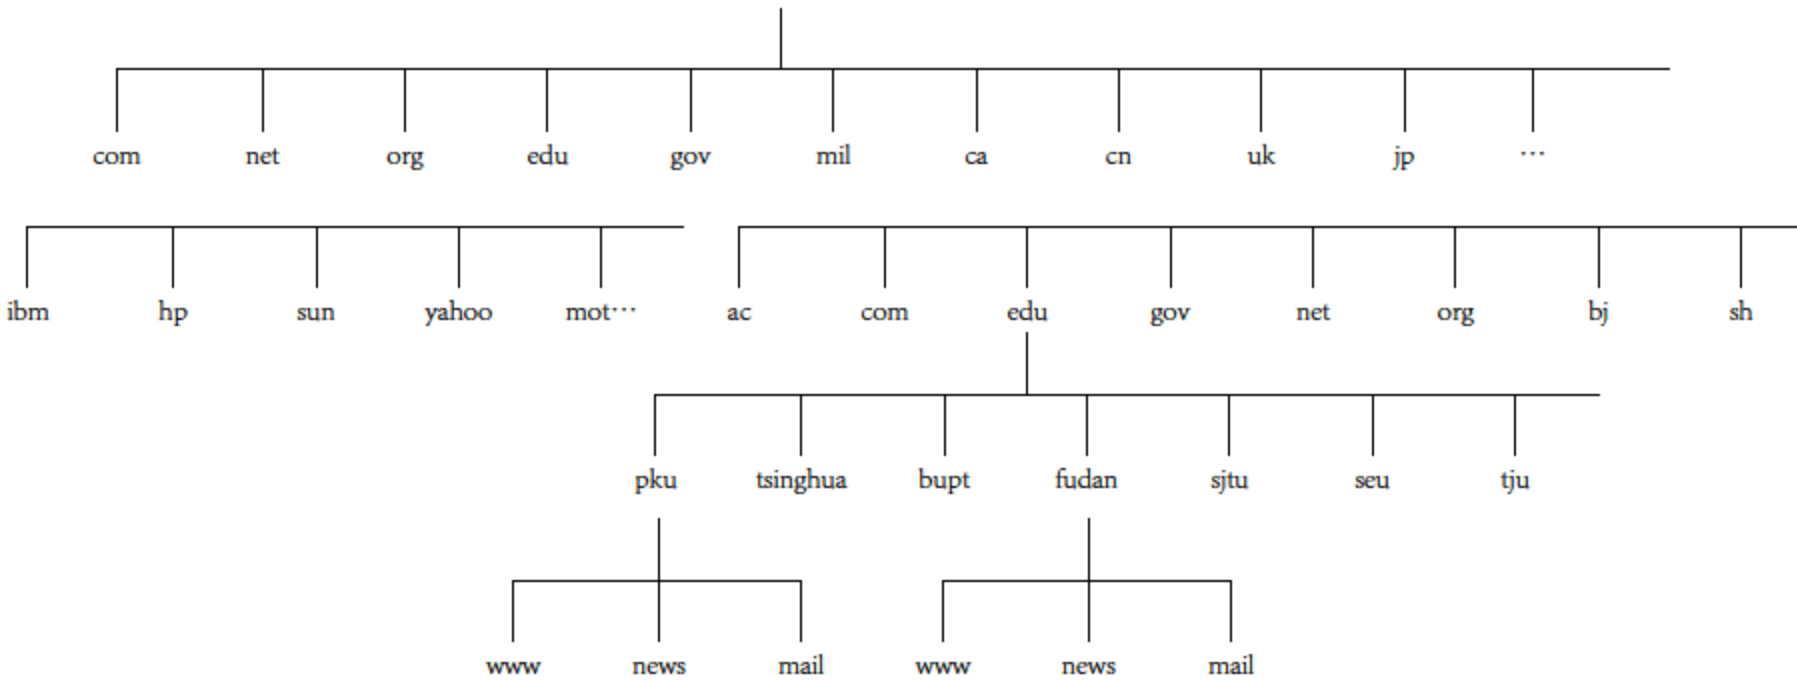 com net org edu gov mil ca cn uk jp …
ibm hp sun yahoo mot… ac com edu gov net org bj sh
pku tsinghua bupt fudan sjtu seu tju
www news mail www news mail